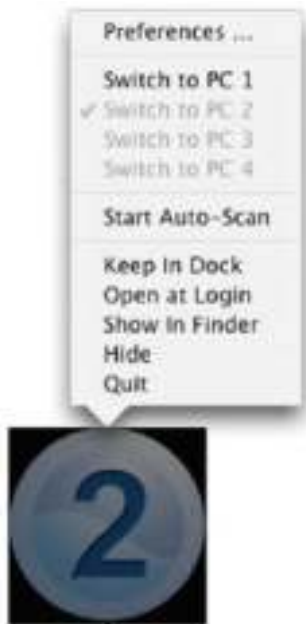 Preferences ...
Switch to PC 1
✓ Switch to PC 2
Switch to PC 3
Switch to PC 4
Start Auto-Scan
Keep In Dock
Open at Login
Show In Finder
Hide
Quit
2